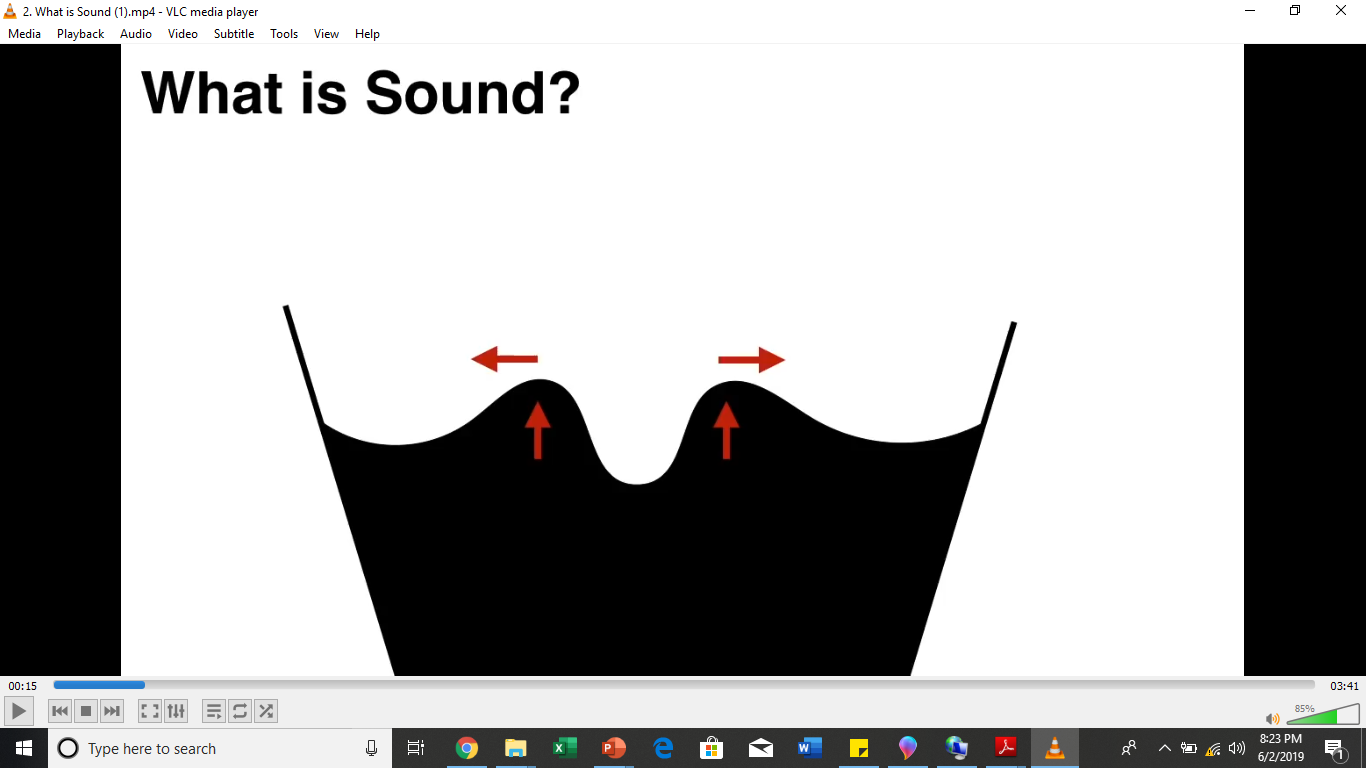 2. What is Sound (1).mp4 - VLC media player
Media Playback Audio Video Subtitle Tools View Help
What is Sound?
00:15
03:41
85%
Type here to search
8:23 PM
6/2/2019
1